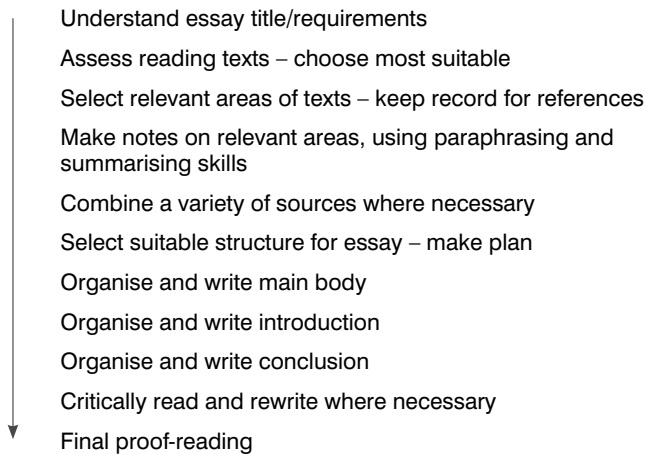 Understand essay title/requirements
Assess reading texts – choose most suitable
Select relevant areas of texts – keep record for references
Make notes on relevant areas, using paraphrasing and
summarising skills
Combine a variety of sources where necessary
Select suitable structure for essay – make plan
Organise and write main body
Organise and write introduction
Organise and write conclusion
Critically read and rewrite where necessary
Final proof-reading